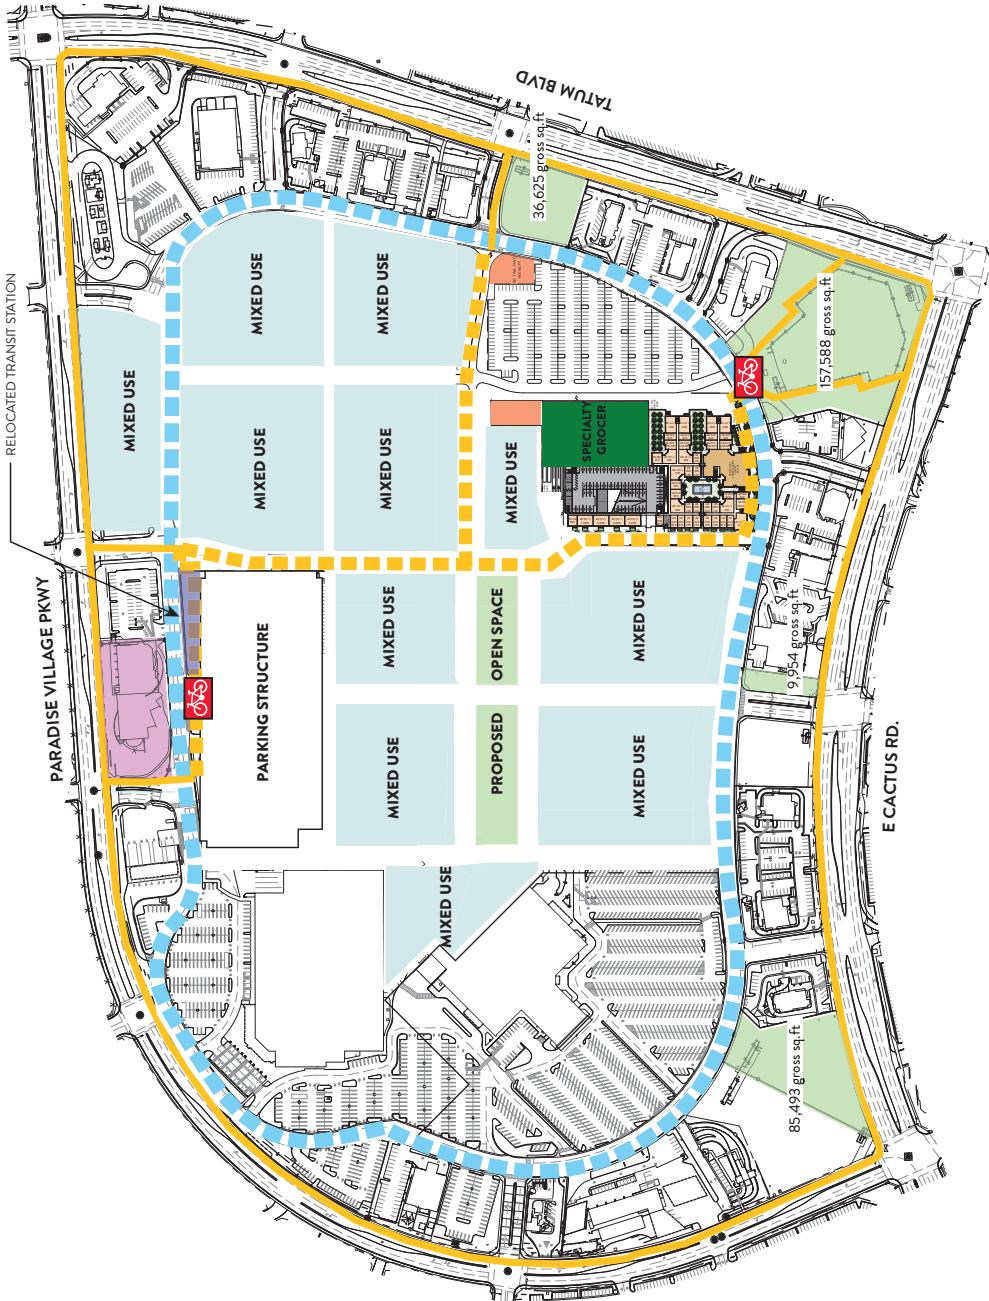 RELOCATED TRANSIT STATION
TATUM BLVD
36,625 gross sq.ft
MIXED USE
MIXED USE
MIXED USE
157,588 gross sq.ft
MIXED USE
MIXED USE
MIXED USE
SPECIALTY
GROCER
PARADISE VILLAGE PKWY
PARKING STRUCTURE
MIXED USE
OPEN SPACE
MIXED USE
9,954 gross sq.ft
MIXED USE
PROPOSED
MIXED USE
E CACTUS RD.
MIXED USE
85,493 gross sq.ft